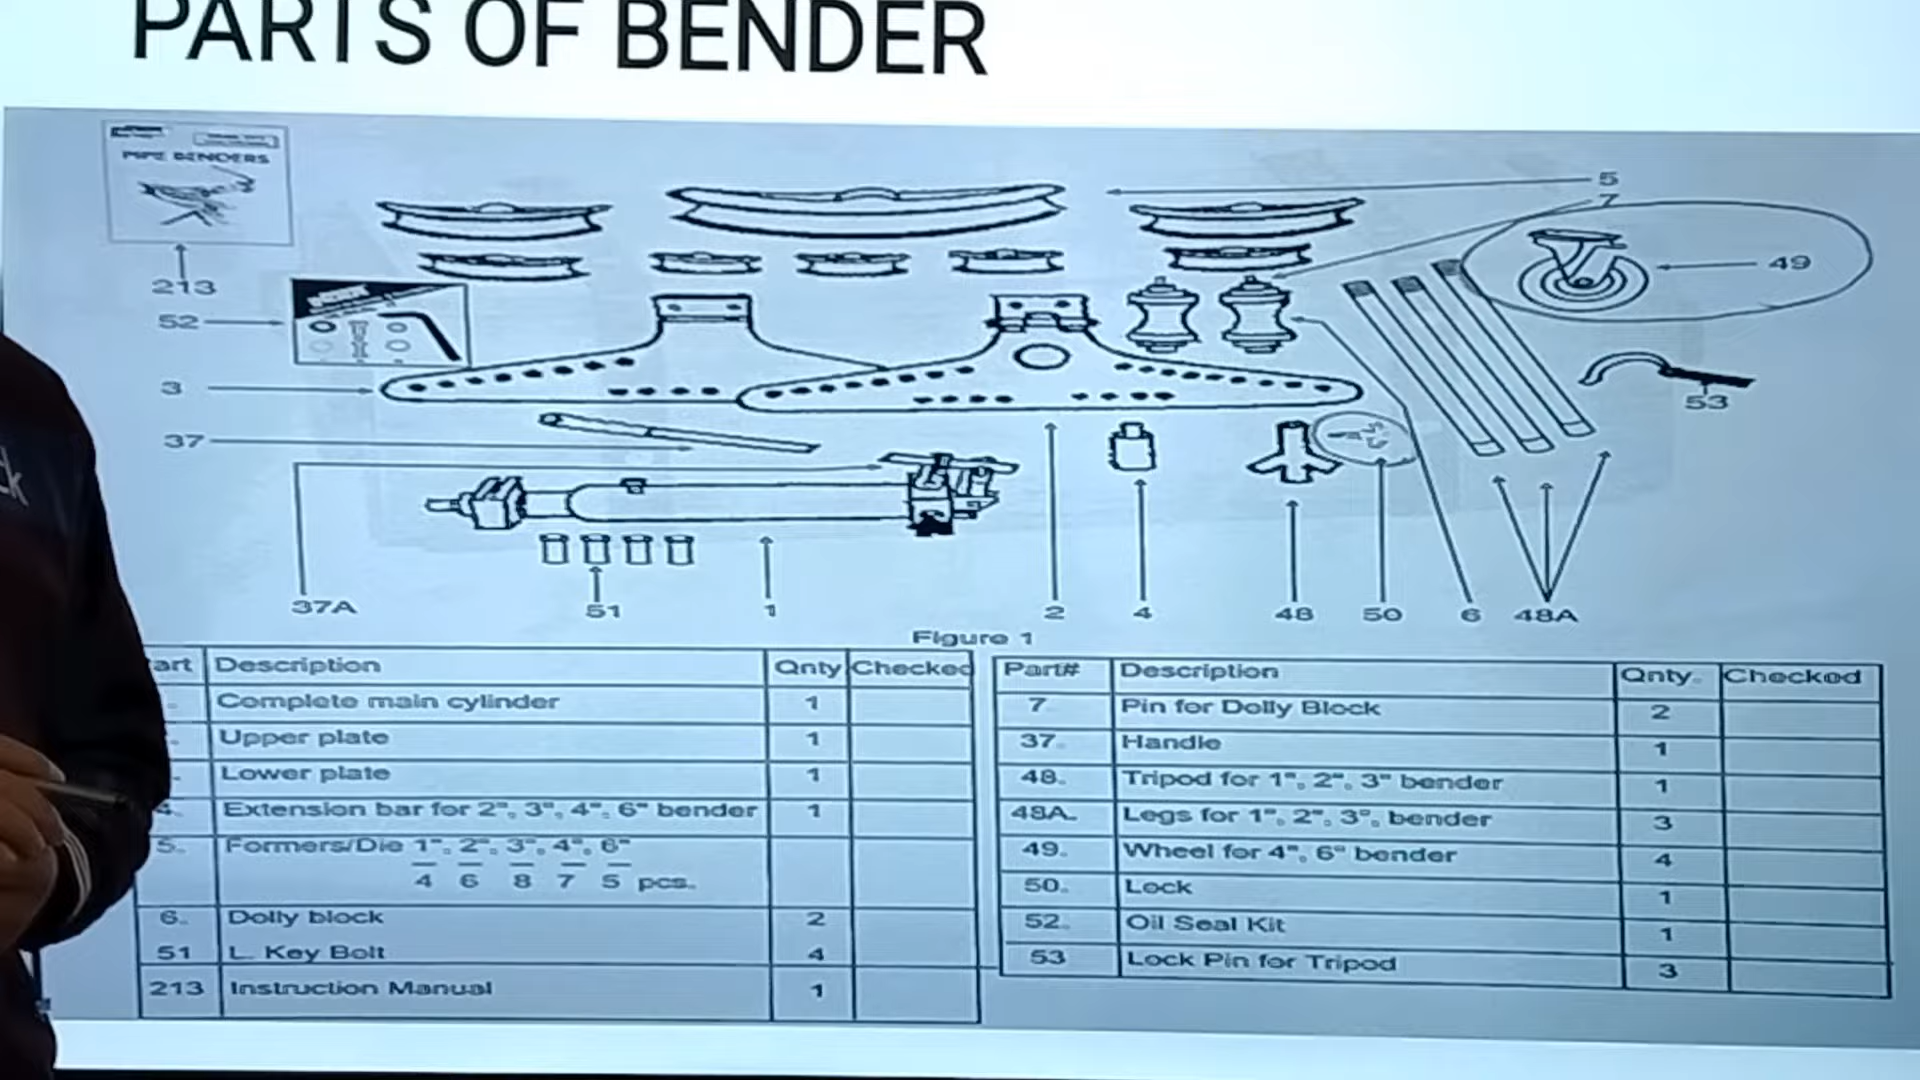 PARTS OF BENDER
PIPE BENDERS
5
7
213
49
52
3
53
37
37A
51
1
2
4
48
50
6
48A
Figure 1
art Description Qnty Checked
Complete main cylinder 1
Upper plate 1
Lower plate 1
4. Extension bar for 2", 3", 4", 6" bender 1
5. Formers/Die 1", 2", 3", 4", 6"
4 6 8 7 5 pcs.
6. Dolly block 2
51 L. Key Bolt 4
213 Instruction Manual 1
Part# Description Qnty. Checked
7 Pin for Dolly Block 2
37. Handle 1
48. Tripod for 1", 2", 3" bender 1
48A. Legs for 1", 2", 3", bender 3
49. Wheel for 4", 6" bender 4
50. Lock 1
52. Oil Seal Kit 1
53 Lock Pin for Tripod 3